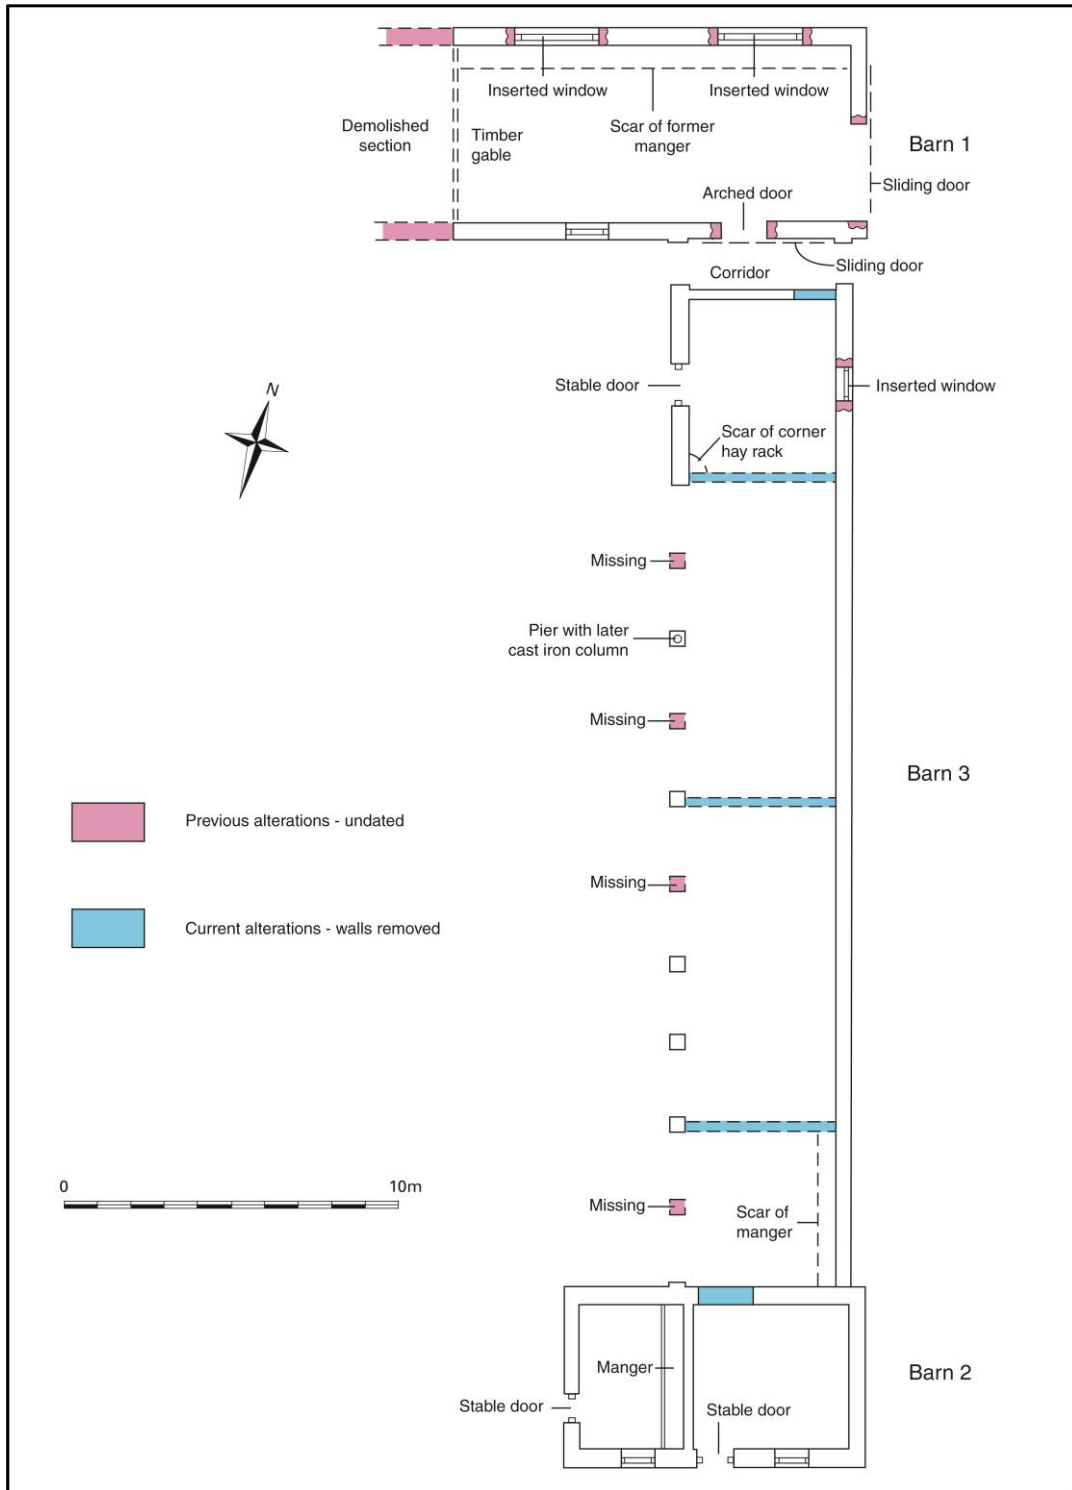 Inserted window
Inserted window
Demolished
section
Timber
gable
Scar of former
manger
Barn 1
Arched door
Sliding door
Sliding door
Corridor
N
Stable door
Inserted window
Scar of corner
hay rack
Missing
Pier with later
cast iron column
Missing
Barn 3
Previous alterations - undated
Missing
Current alterations - walls removed
0
10m
Missing
Scar of
manger
Manger
Barn 2
Stable door
Stable door